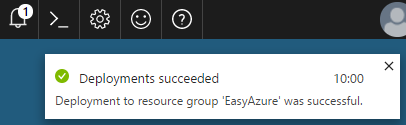 1
Deployments succeeded 10:00
Deployment to resource group 'EasyAzure' was successful.